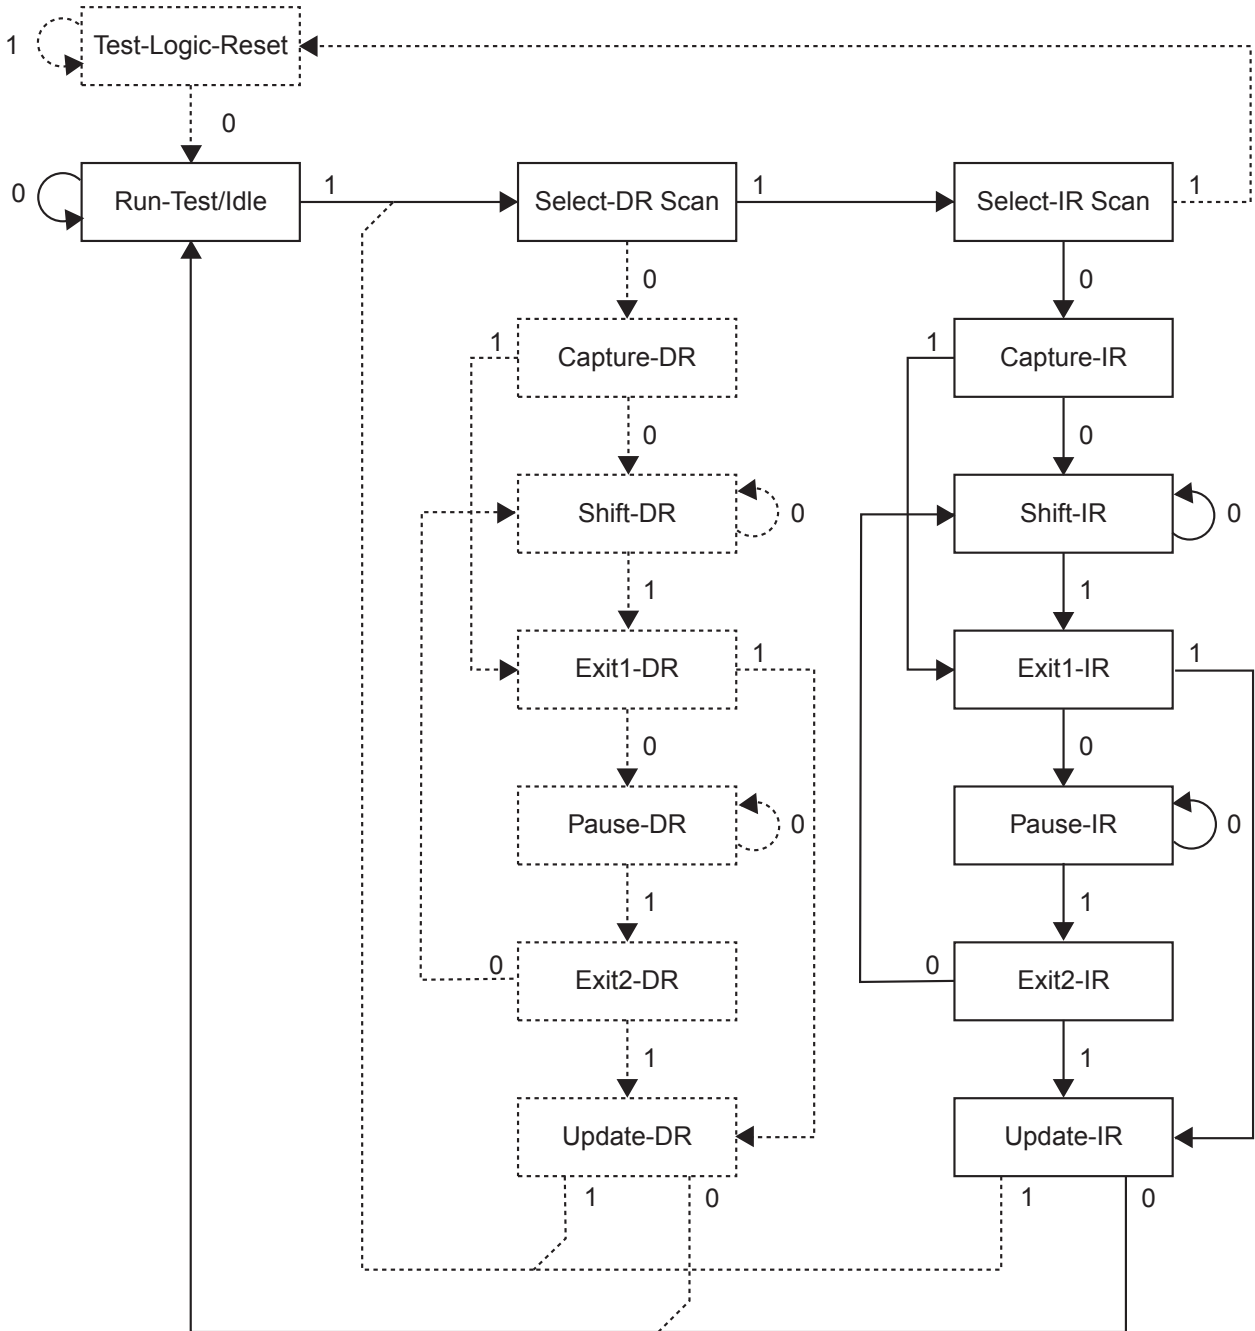 1 Test-Logic-Reset
0
0 Run-Test/Idle 1 Select-DR Scan 1 Select-IR Scan 1
0 0
1 Capture-DR 1 Capture-IR
0 0
Shift-DR 0 Shift-IR 0
1 1
Exit1-DR 1 Exit1-IR 1
0 0
Pause-DR 0 Pause-IR 0
1 1
0 Exit2-DR 0 Exit2-IR
1 1
Update-DR Update-IR
1 0 1 0